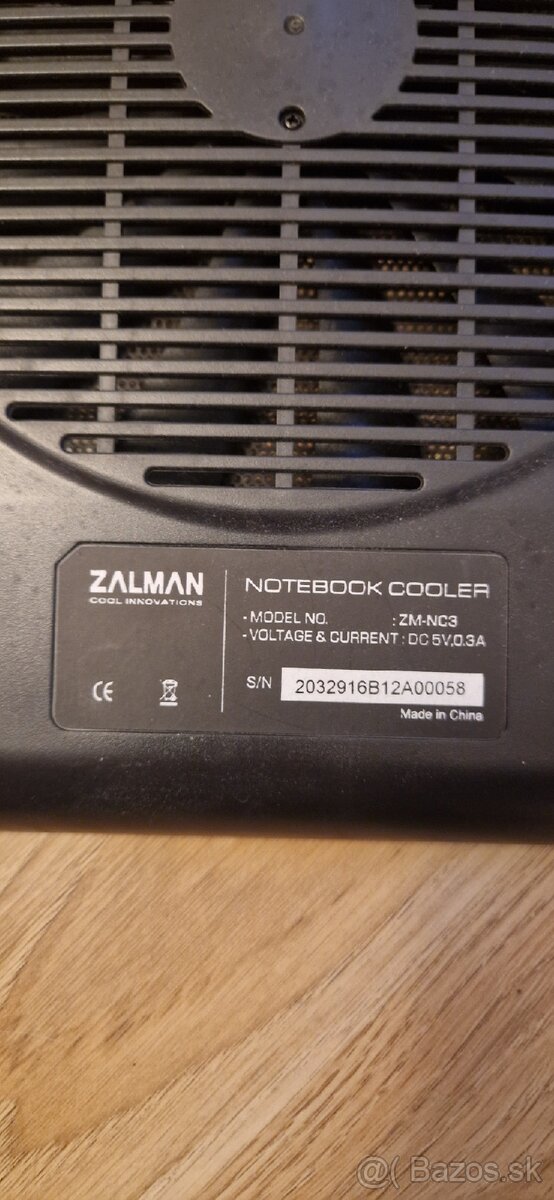 ZALMAN
COOL INNOVATIONS
NOTEBOOK COOLER
- MODEL NO. : ZM-NC3
- VOLTAGE & CURRENT : DC 5V,0.3A
S/N 2032916B12A00058
CE
Made in China
@( Bazos.sk